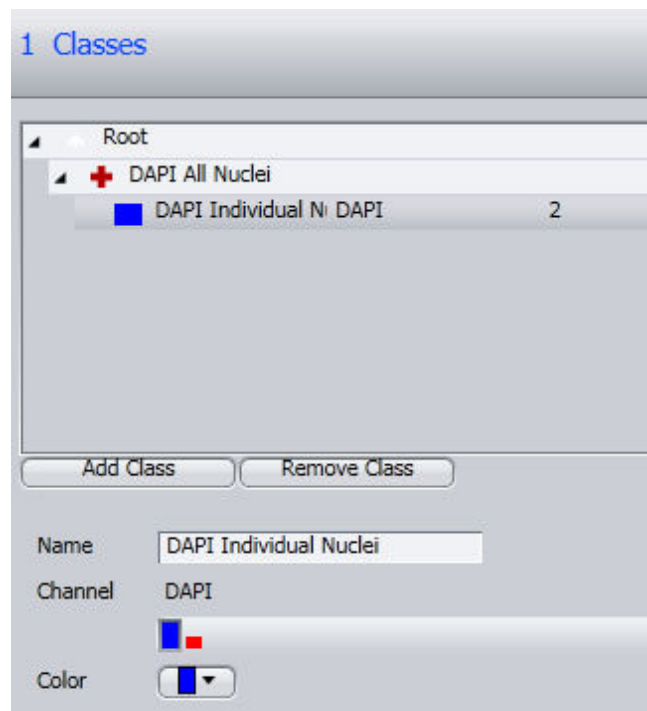 1 Classes
Root
DAPI All Nuclei
DAPI Individual N DAPI 2
Add Class Remove Class
Name DAPI Individual Nuclei
Channel DAPI
Color